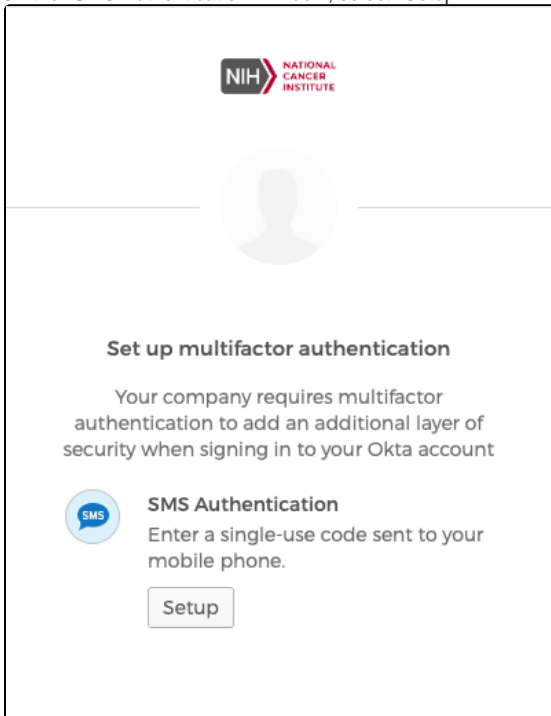 NIH NATIONAL
CANCER
INSTITUTE
Set up multifactor authentication
Your company requires multifactor
authentication to add an additional layer of
security when signing in to your Okta account
SMS
SMS Authentication
Enter a single-use code sent to your
mobile phone.
Setup